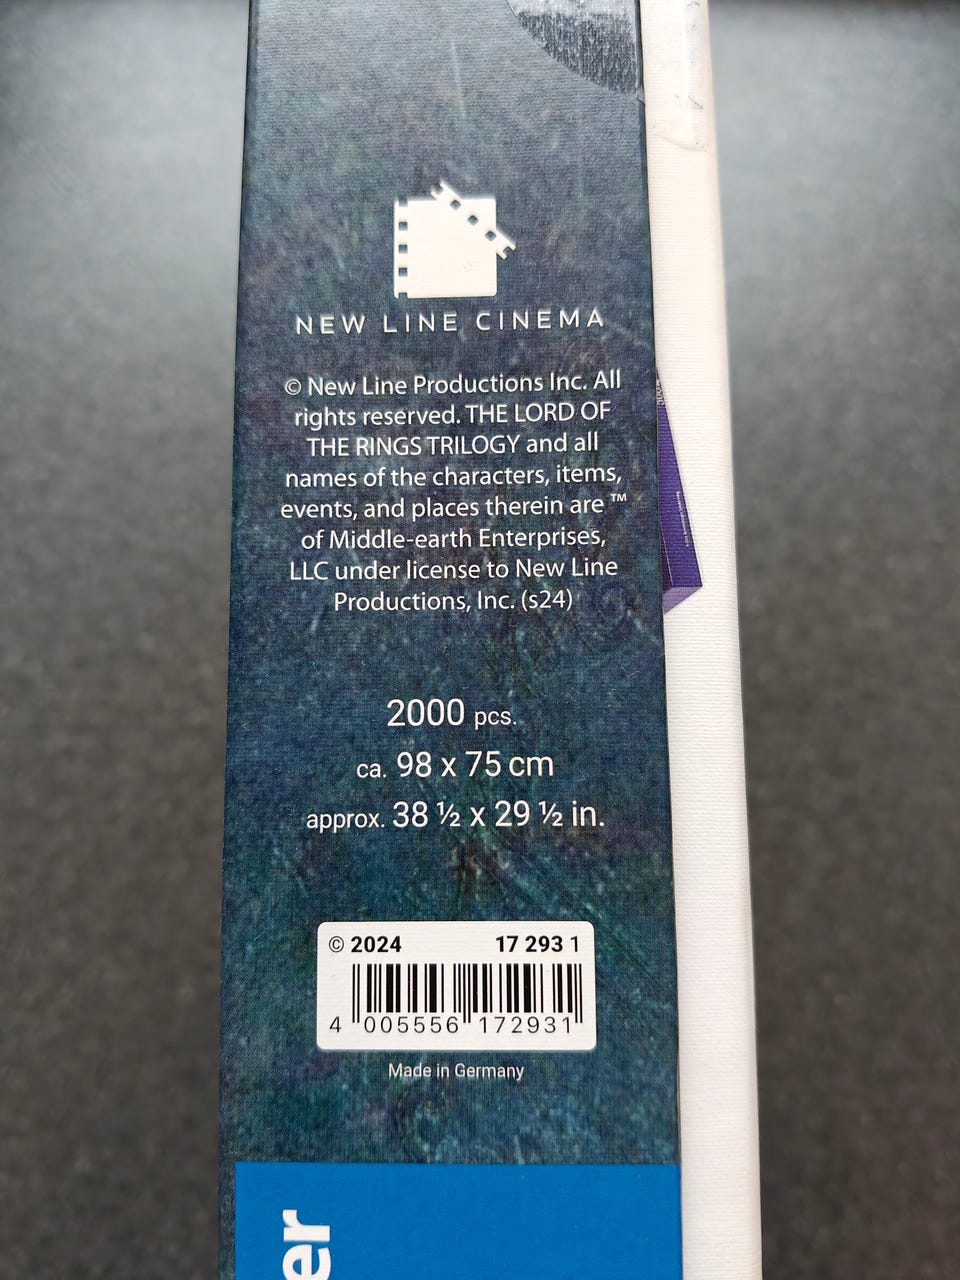 NEW LINE CINEMA
© New Line Productions Inc. All
rights reserved. THE LORD OF
THE RINGS TRILOGY and all
names of the characters, items,
events, and places therein are ™
of Middle-earth Enterprises,
LLC under license to New Line
Productions, Inc. (s24)
2000 pcs.
ca. 98 x 75 cm
approx. 38 ½ x 29 ½ in.
© 2024 17 293 1
4 005556 172931
Made in Germany
er